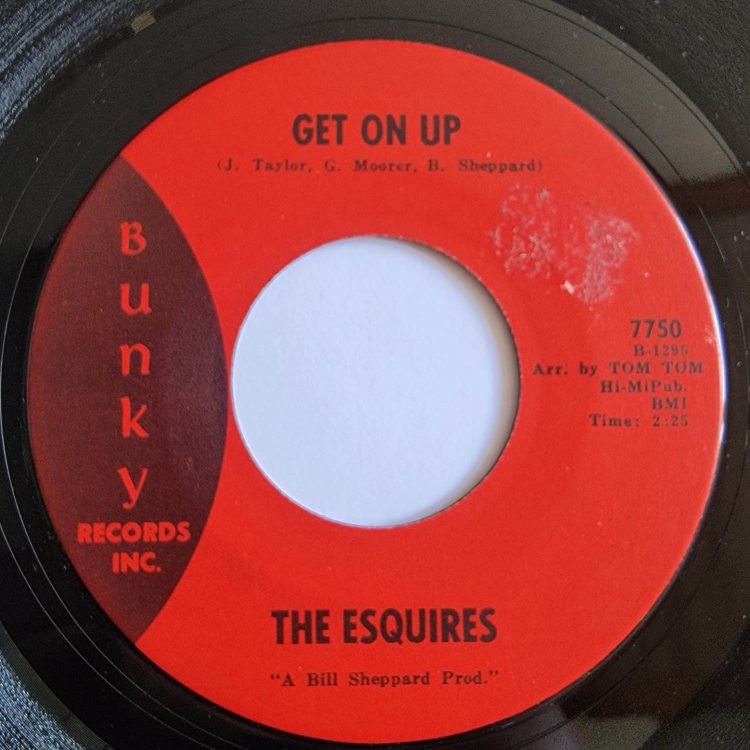 GET ON UP
(J. Taylor, G. Moorer, B. Sheppard)
Bunky
RECORDS
INC.
7750
B-1295
Arr. by TOM TOM
Hi-MiPub.
BMI
Time: 2:25
THE ESQUIRES
"A Bill Sheppard Prod."